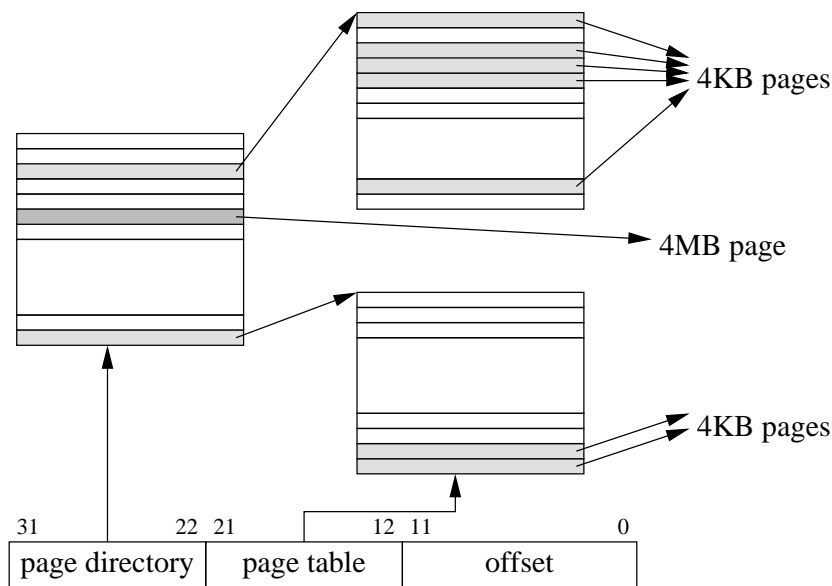 4KB pages
4MB page
4KB pages
31 22 21 12 11 0
page directory page table offset